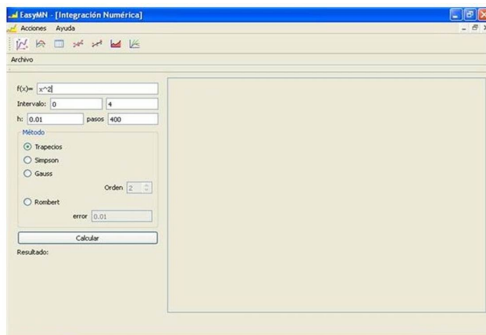 EasyMN - [Integración Numérica]
Acciones Ayuda
Archivo
f(x)= x^2
Intervalo: 0 4
h: 0.01 pasos 400
Método
Trapecios
Simpson
Gauss
Orden 2
Rombert
error 0.01
Calcular
Resultado: